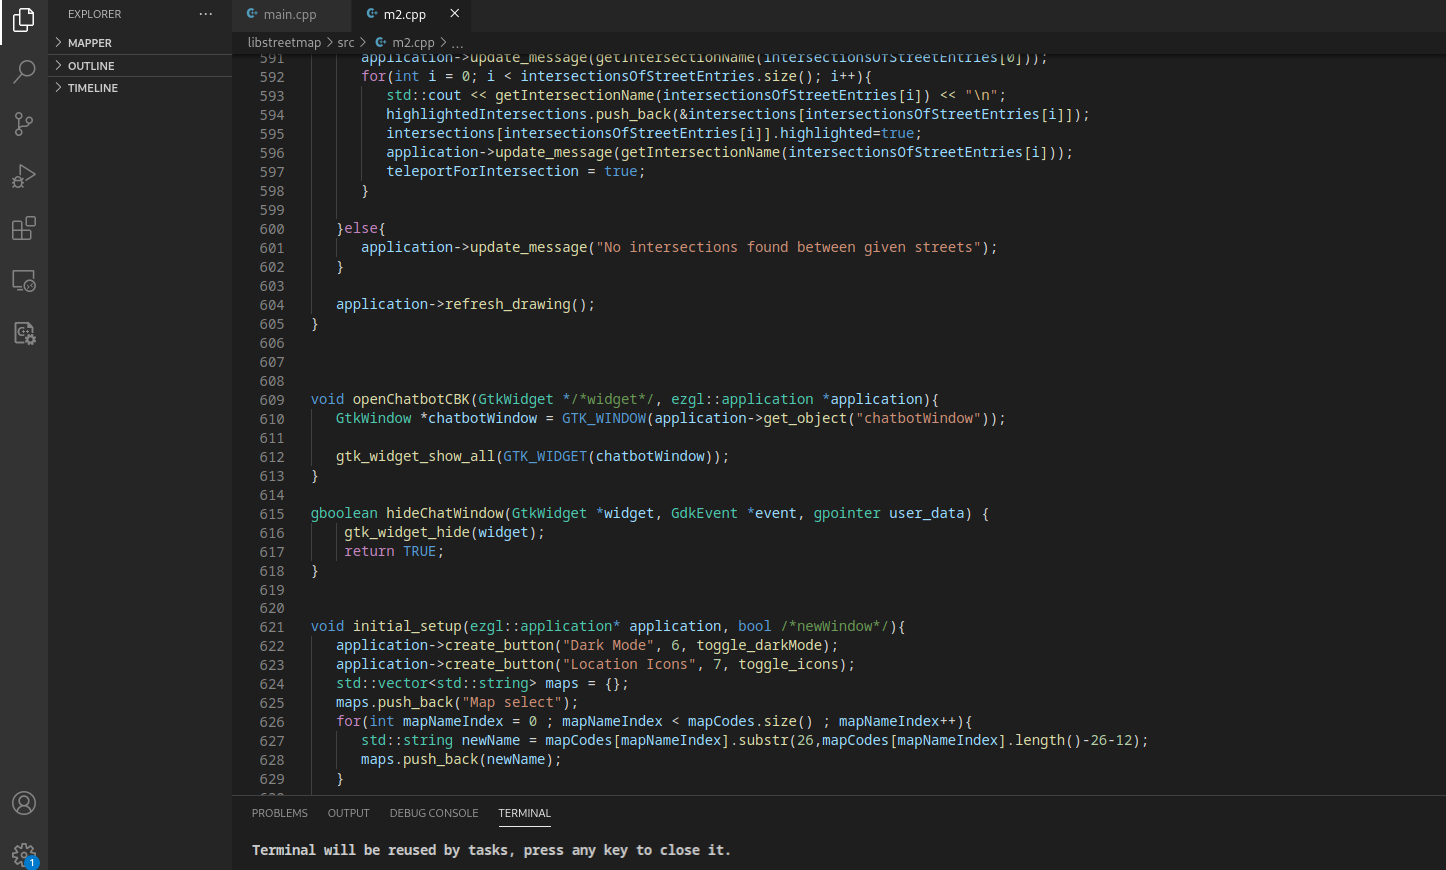 EXPLORER ...
MAPPER
OUTLINE
TIMELINE
main.cpp
m2.cpp
libstreetmap > src > m2.cpp > ...
591 application->update_message(getIntersectionName(intersectionsOfStreetEntries[0]));
592 for(int i = 0; i < intersectionsOfStreetEntries.size(); i++){
593 std::cout << getIntersectionName(intersectionsOfStreetEntries[i]) << "\n";
594 highlightedIntersections.push_back(&intersections[intersectionsOfStreetEntries[i]]);
595 intersections[intersectionsOfStreetEntries[i]].highlighted=true;
596 application->update_message(getIntersectionName(intersectionsOfStreetEntries[i]));
597 teleportForIntersection = true;
598 }
599
600 }else{
601 application->update_message("No intersections found between given streets");
602 }
603
604 application->refresh_drawing();
605 }
606
607
608
609 void openChatbotCBK(GtkWidget */*widget*/, ezgl::application *application){
610 GtkWindow *chatbotWindow = GTK_WINDOW(application->get_object("chatbotWindow"));
611
612 gtk_widget_show_all(GTK_WIDGET(chatbotWindow));
613 }
614
615 gboolean hideChatWindow(GtkWidget *widget, GdkEvent *event, gpointer user_data) {
616 gtk_widget_hide(widget);
617 return TRUE;
618 }
619
620
621 void initial_setup(ezgl::application* application, bool /*newWindow*/){
622 application->create_button("Dark Mode", 6, toggle_darkMode);
623 application->create_button("Location Icons", 7, toggle_icons);
624 std::vector<std::string> maps = {};
625 maps.push_back("Map select");
626 for(int mapNameIndex = 0 ; mapNameIndex < mapCodes.size() ; mapNameIndex++){
627 std::string newName = mapCodes[mapNameIndex].substr(26,mapCodes[mapNameIndex].length()-26-12);
628 maps.push_back(newName);
629 }
PROBLEMS OUTPUT DEBUG CONSOLE TERMINAL
Terminal will be reused by tasks, press any key to close it.
1